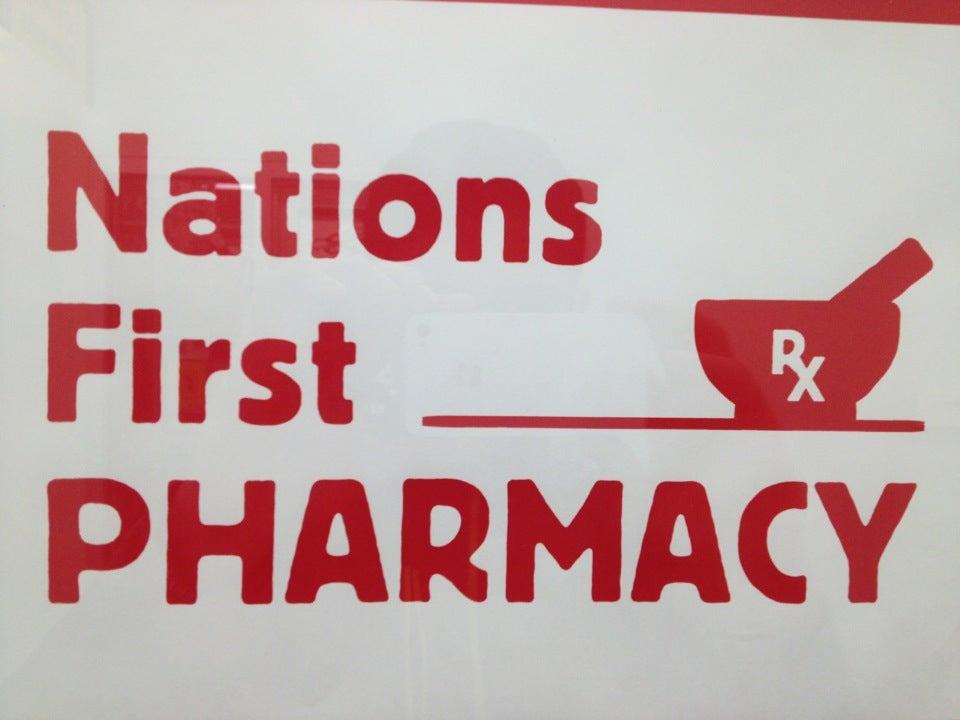 Nations
First
Rx
PHARMACY